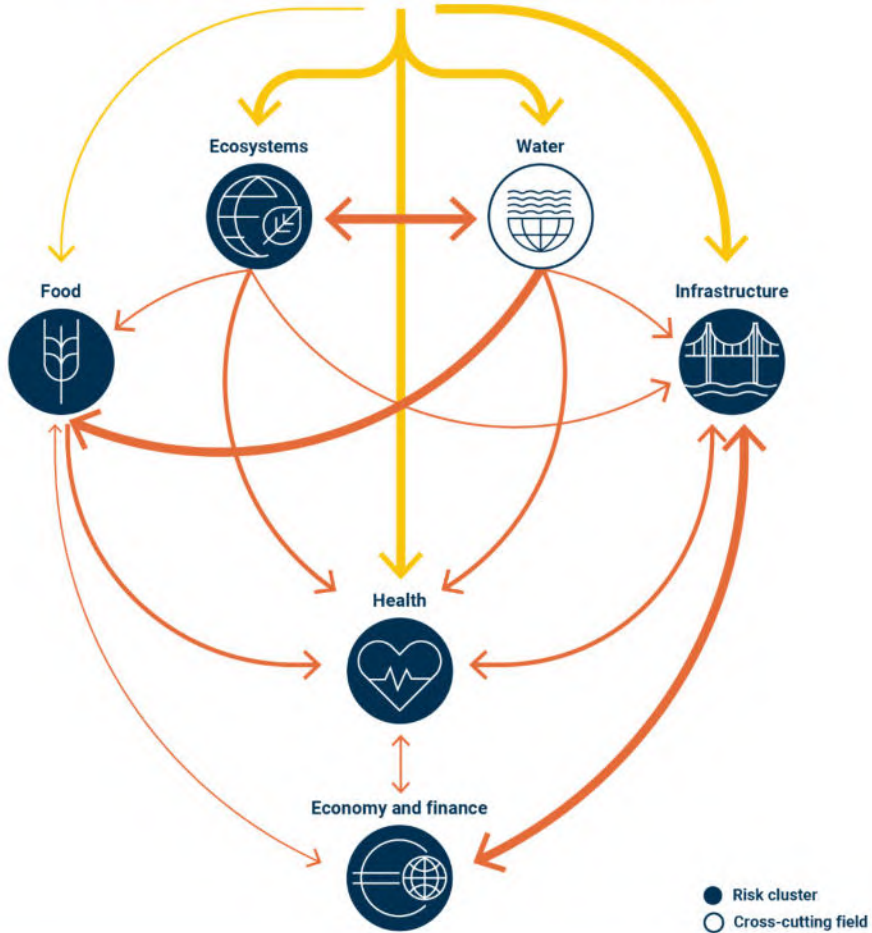 Ecosystems
Water
Food
Infrastructure
Health
Economy and finance
Risk cluster
Cross-cutting field